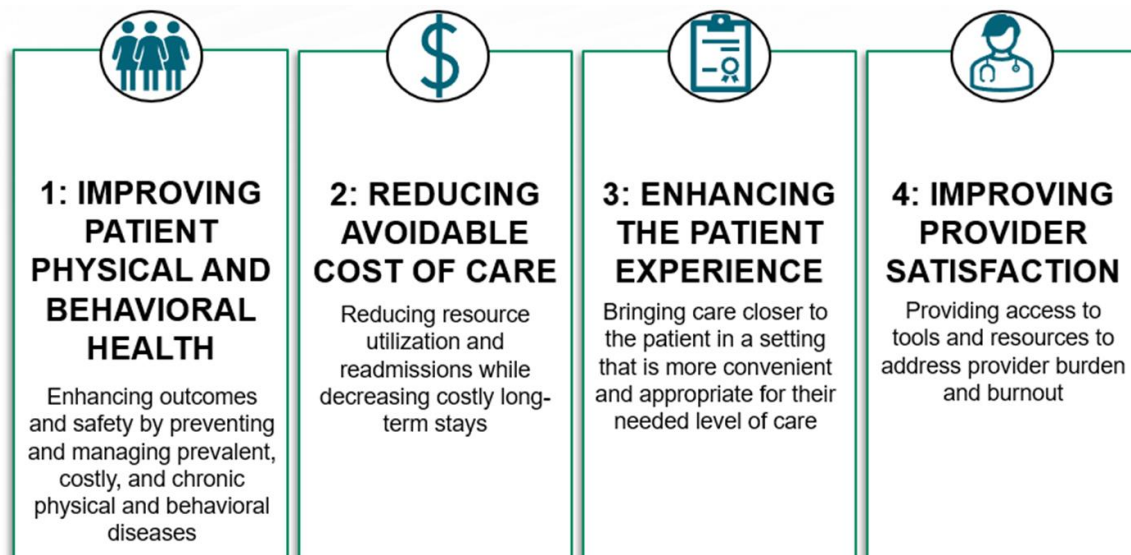 1: IMPROVING
PATIENT
PHYSICAL AND
BEHAVIORAL
HEALTH
Enhancing outcomes
and safety by preventing
and managing prevalent,
costly, and chronic
physical and behavioral
diseases
2: REDUCING
AVOIDABLE
COST OF CARE
Reducing resource
utilization and
readmissions while
decreasing costly long-
term stays
3: ENHANCING
THE PATIENT
EXPERIENCE
Bringing care closer to
the patient in a setting
that is more convenient
and appropriate for their
needed level of care
4: IMPROVING
PROVIDER
SATISFACTION
Providing access to
tools and resources to
address provider burden
and burnout